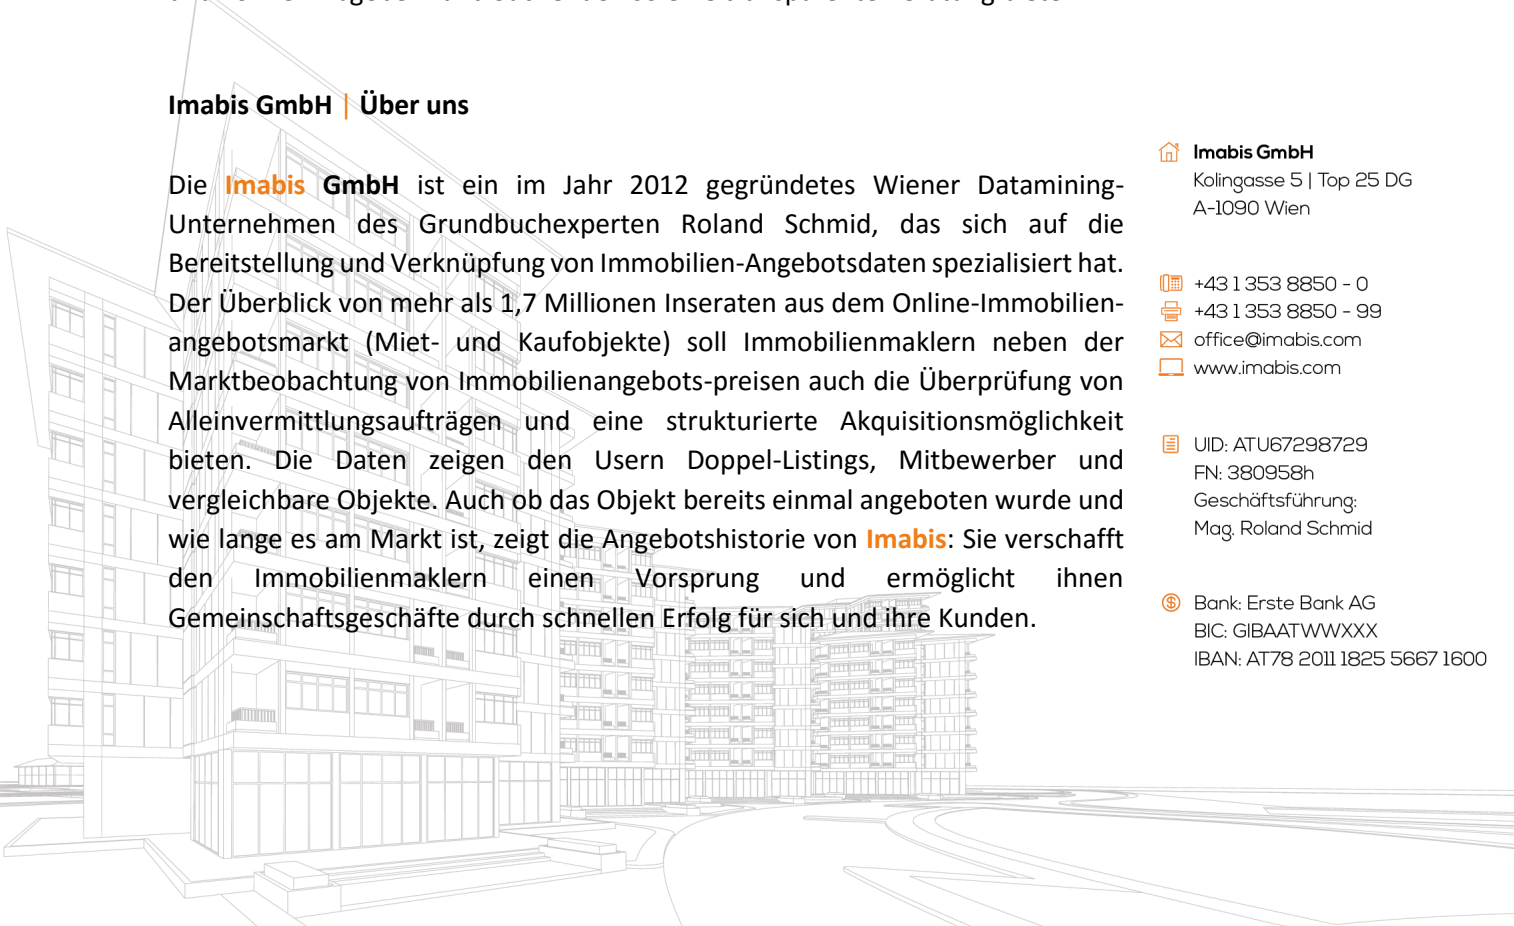 Imabis GmbH | Über uns
Die Imabis GmbH ist ein im Jahr 2012 gegründetes Wiener Datamining-
Unternehmen des Grundbuchexperten Roland Schmid, das sich auf die
Bereitstellung und Verknüpfung von Immobilien-Angebotsdaten spezialisiert hat.
Der Überblick von mehr als 1,7 Millionen Inseraten aus dem Online-Immobilien-
angebotsmarkt (Miet- und Kaufobjekte) soll Immobilienmaklern neben der
Marktbeobachtung von Immobilienangebots-preisen auch die Überprüfung von
Alleinvermittlungsaufträgen und eine strukturierte Akquisitionsmöglichkeit
bieten. Die Daten zeigen den Usern Doppel-Listings, Mitbewerber und
vergleichbare Objekte. Auch ob das Objekt bereits einmal angeboten wurde und
wie lange es am Markt ist, zeigt die Angebotshistorie von Imabis: Sie verschafft
den Immobilienmaklern einen Vorsprung und ermöglicht ihnen
Gemeinschaftsgeschäfte durch schnellen Erfolg für sich und ihre Kunden.
Imabis GmbH
Kolingasse 5 | Top 25 DG
A-1090 Wien
+43 1 353 8850 - 0
+43 1 353 8850 - 99
office@imabis.com
www.imabis.com
UID: ATU67298729
FN: 380958h
Geschäftsführung:
Mag. Roland Schmid
Bank: Erste Bank AG
BIC: GIBAATWWXXX
IBAN: AT78 2011 1825 5667 1600